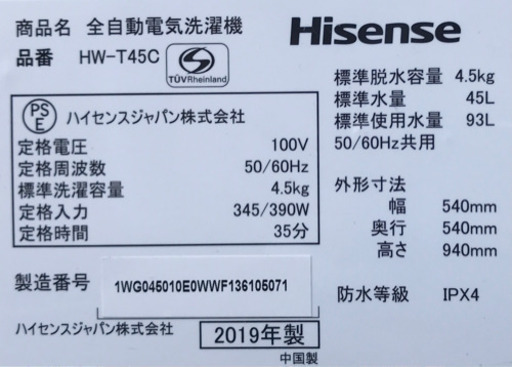 商品名 全自動電気洗濯機
品番 HW-T45C
TÜVRheinland
Hisense
標準脱水容量 4.5kg
標準水量 45L
標準使用水量 93L
50/60Hz共用
PS
E
ハイセンスジャパン株式会社
定格電圧 100V
定格周波数 50/60Hz
標準洗濯容量 4.5kg
定格入力 345/390W
定格時間 35分
外形寸法
幅 540mm
奥行 540mm
高さ 940mm
製造番号 1WG045010E0WWF136105071
防水等級 IPX4
ハイセンスジャパン株式会社 2019年製
中国製